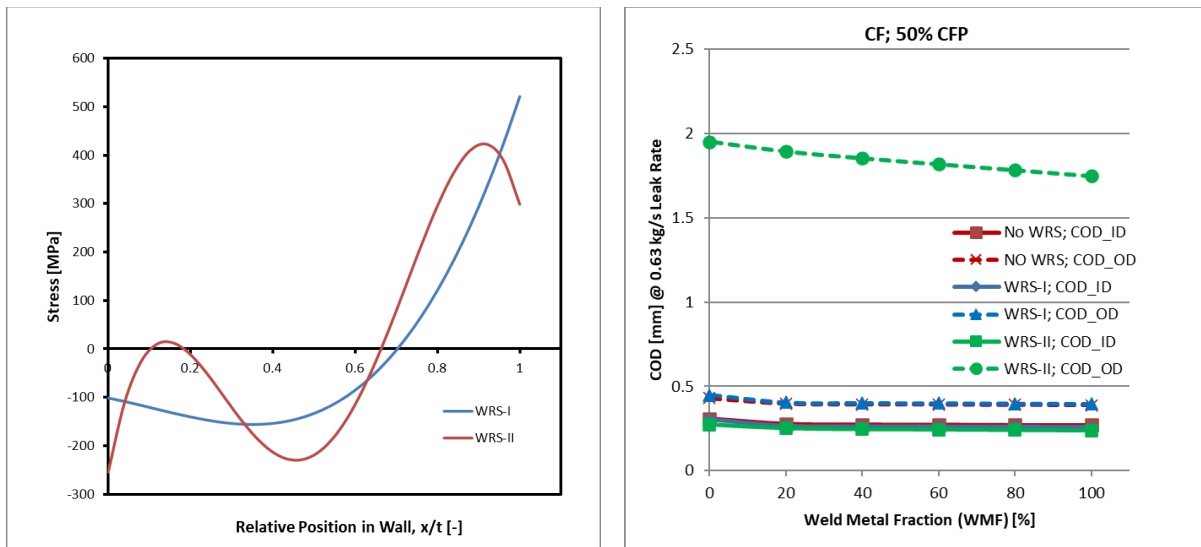 600
500
400
300
200
100
0
-100
-200
-300
0
0.2
0.4
0.6
0.8
1
Stress [MPa]
Relative Position in Wall, x/t [-]
WRS-I
WRS-II
CF; 50% CFP
2.5
2
1.5
1
0.5
0
0
20
40
60
80
100
COD [mm] @ 0.63 kg/s Leak Rate
Weld Metal Fraction (WMF) [%]
No WRS; COD_ID
NO WRS; COD_OD
WRS-I; COD_ID
WRS-I; COD_OD
WRS-II; COD_ID
WRS-II; COD_OD